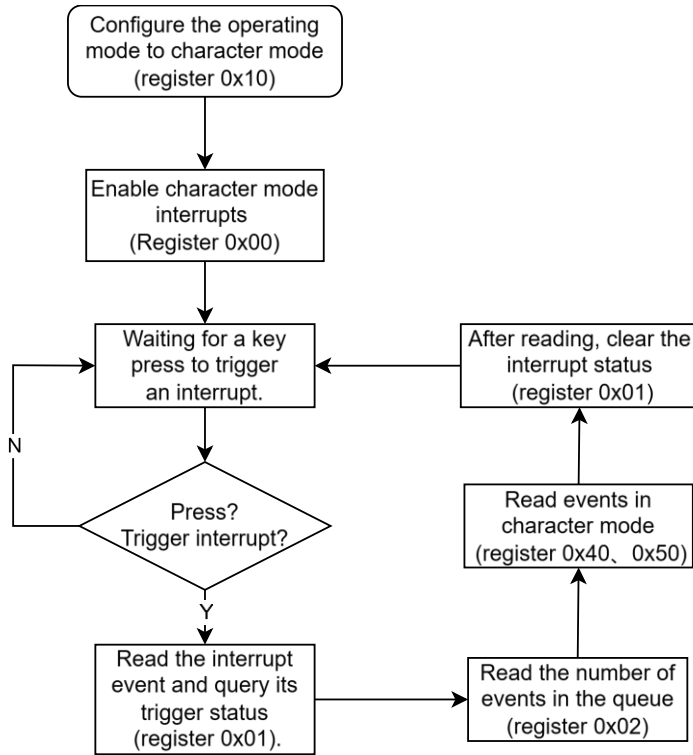 Configure the operating
mode to character mode
(register 0x10)
Enable character mode
interrupts
(Register 0x00)
Waiting for a key
press to trigger
an interrupt.
After reading, clear the
interrupt status
(register 0x01)
N
Press?
Trigger interrupt?
Read events in
character mode
(register 0x40、0x50)
Y
Read the interrupt
event and query its
trigger status
(register 0x01).
Read the number of
events in the queue
(register 0x02)